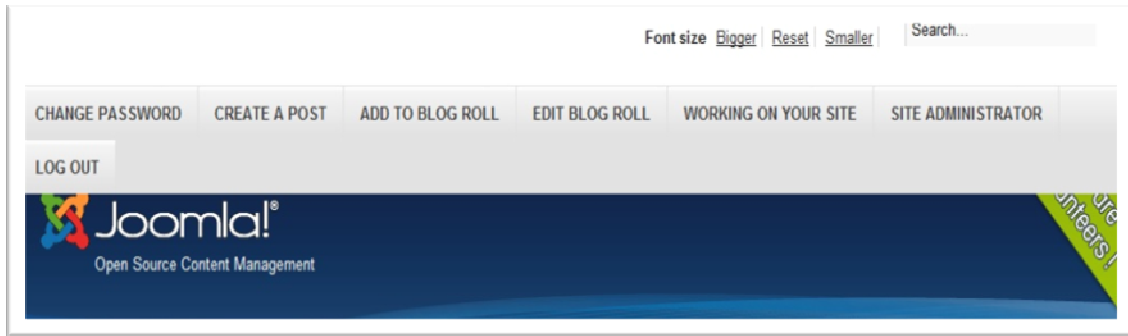 Font size Bigger Reset Smaller Search...
CHANGE PASSWORD CREATE A POST ADD TO BLOG ROLL EDIT BLOG ROLL WORKING ON YOUR SITE SITE ADMINISTRATOR
LOG OUT
Joomla!®
Open Source Content Management